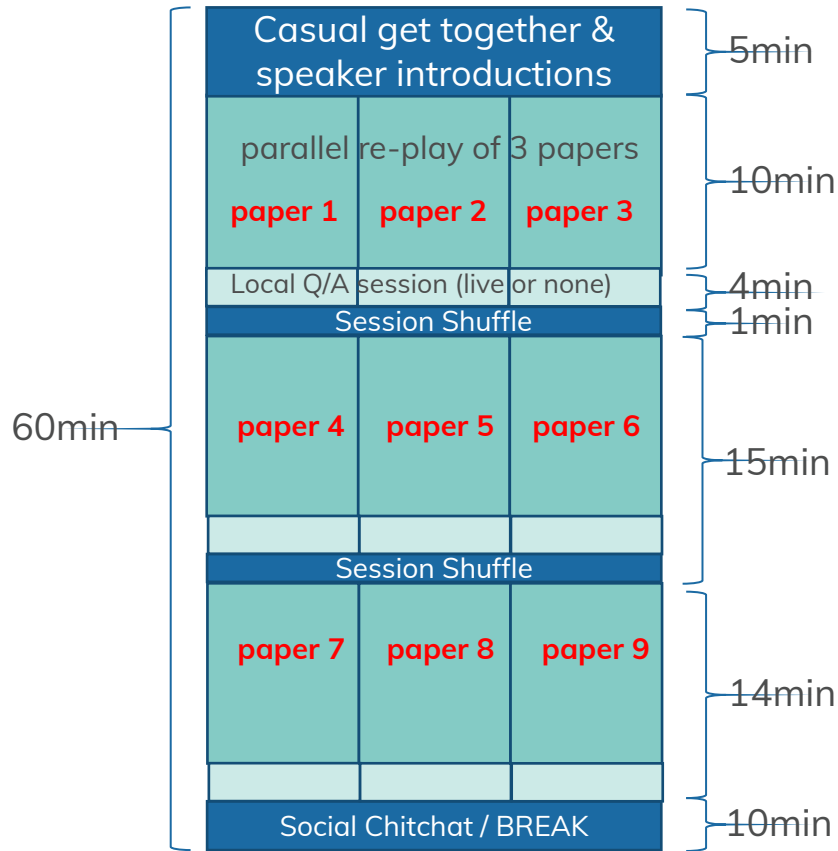 Casual get together &
speaker introductions
5min
parallel re-play of 3 papers
10min
paper 1 paper 2 paper 3
Local Q/A session (live or none)
4min
Session Shuffle
1min
60min
paper 4 paper 5 paper 6
15min
Session Shuffle
paper 7 paper 8 paper 9
14min
Social Chitchat / BREAK
10min